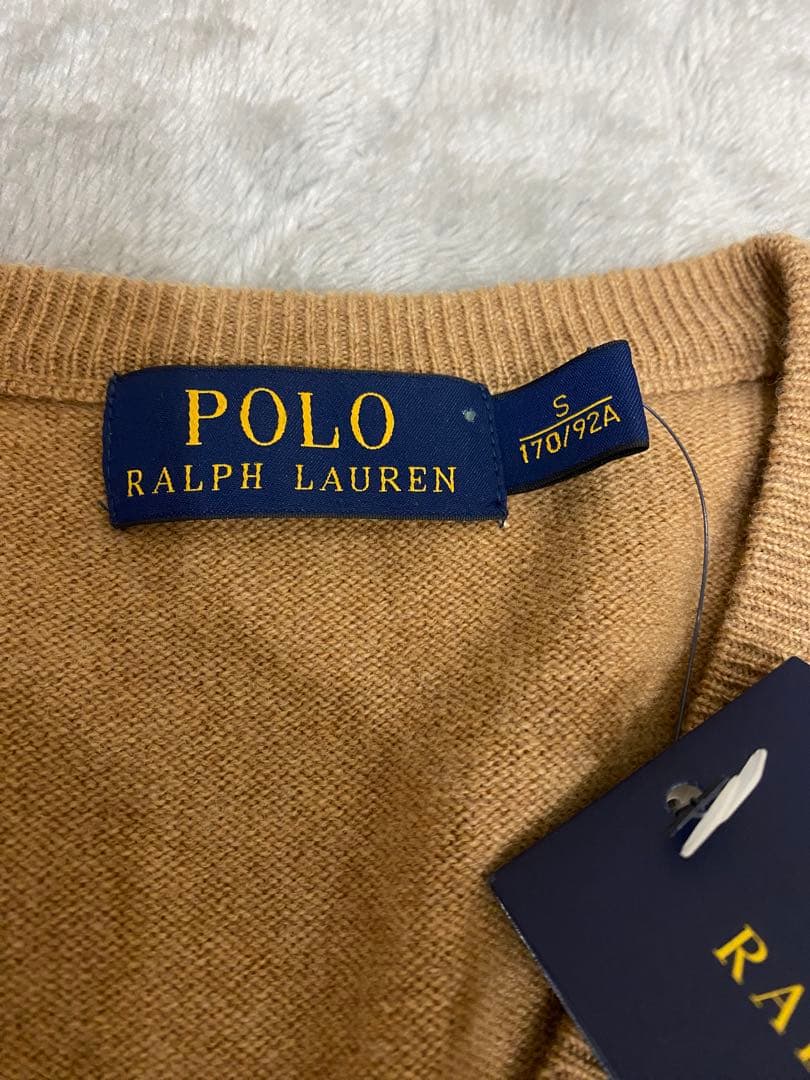 POLO
RALPH LAUREN
S
170/92A
RA